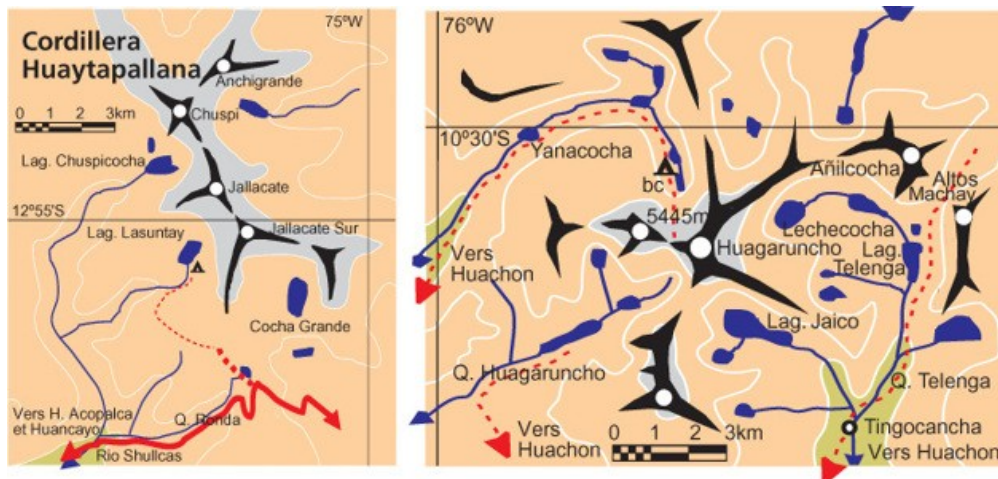 75ºW
Cordillera
Huaytapallana
0 1 2 3km
Anchigrande
Chuspi
Lag. Chuspicocha
Jallacate
12º55'S
Jallacate Sur
Lag. Lasuntay
Cocha Grande
Vers H. Acopalca
et Huancayo
Q. Ronda
Rio Shullcas
76ºW
10º30'S
Yanacocha
bc
Añilcocha
Altos
Machay
5445m
Huagaruncho
Lechecocha
Lag.
Telenga
Vers
Huachon
Lag. Jaico
Q. Huagaruncho
Q. Telenga
Vers
Huachon
0 1 2 3km
Tingocancha
Vers Huachon